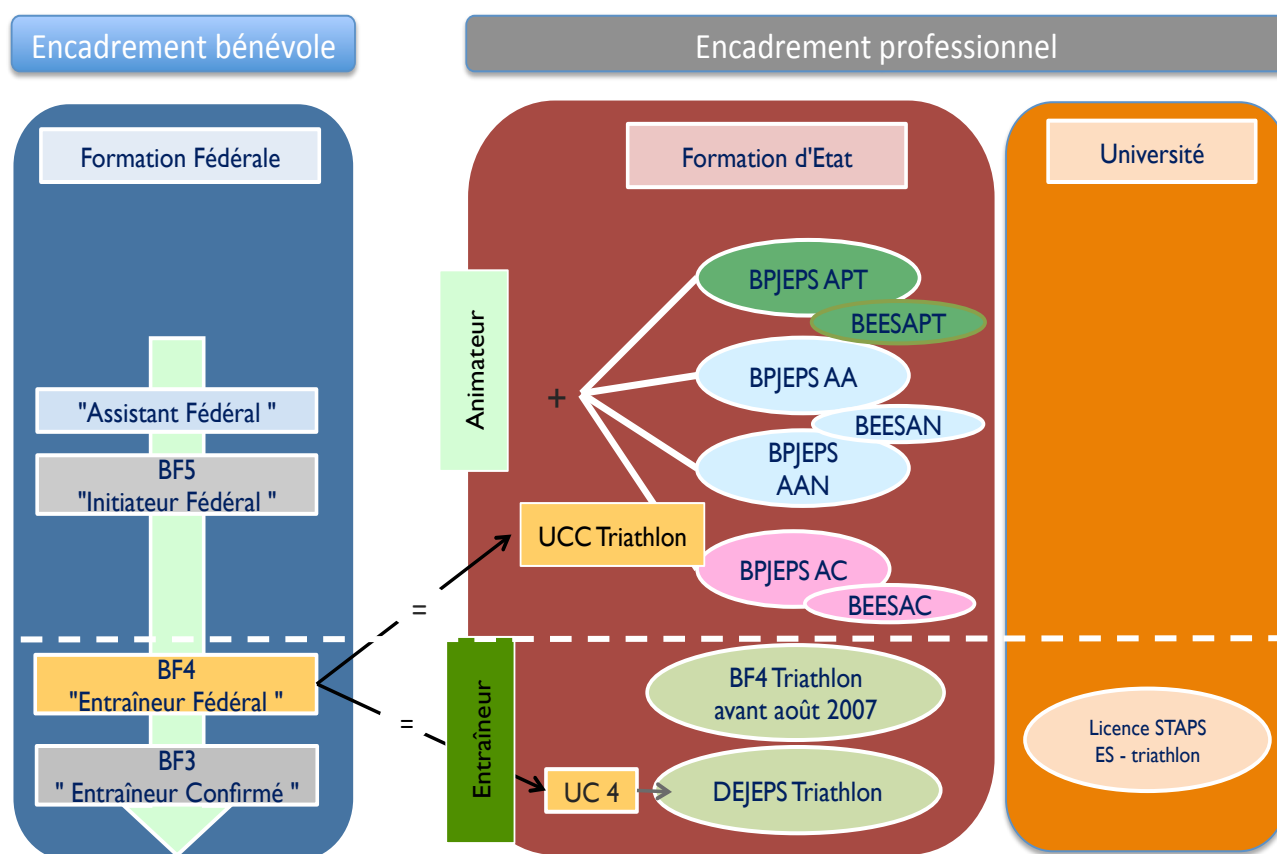 Encadrement bénévole
Encadrement professionnel
Formation Fédérale
Formation d'Etat
Université
Animateur
+
BPJEPS APT
BEESAPT
BPJEPS AA
BEESAN
BPJEPS
AAN
UCC Triathlon
BPJEPS AC
BEESAC
"Assistant Fédéral "
BF5
"Initiateur Fédéral "
=
BF4
"Entraîneur Fédéral "
=
BF3
" Entraîneur Confirmé "
Entraîneur
BF4 Triathlon
avant août 2007
UC 4
DEJEPS Triathlon
Licence STAPS
ES - triathlon